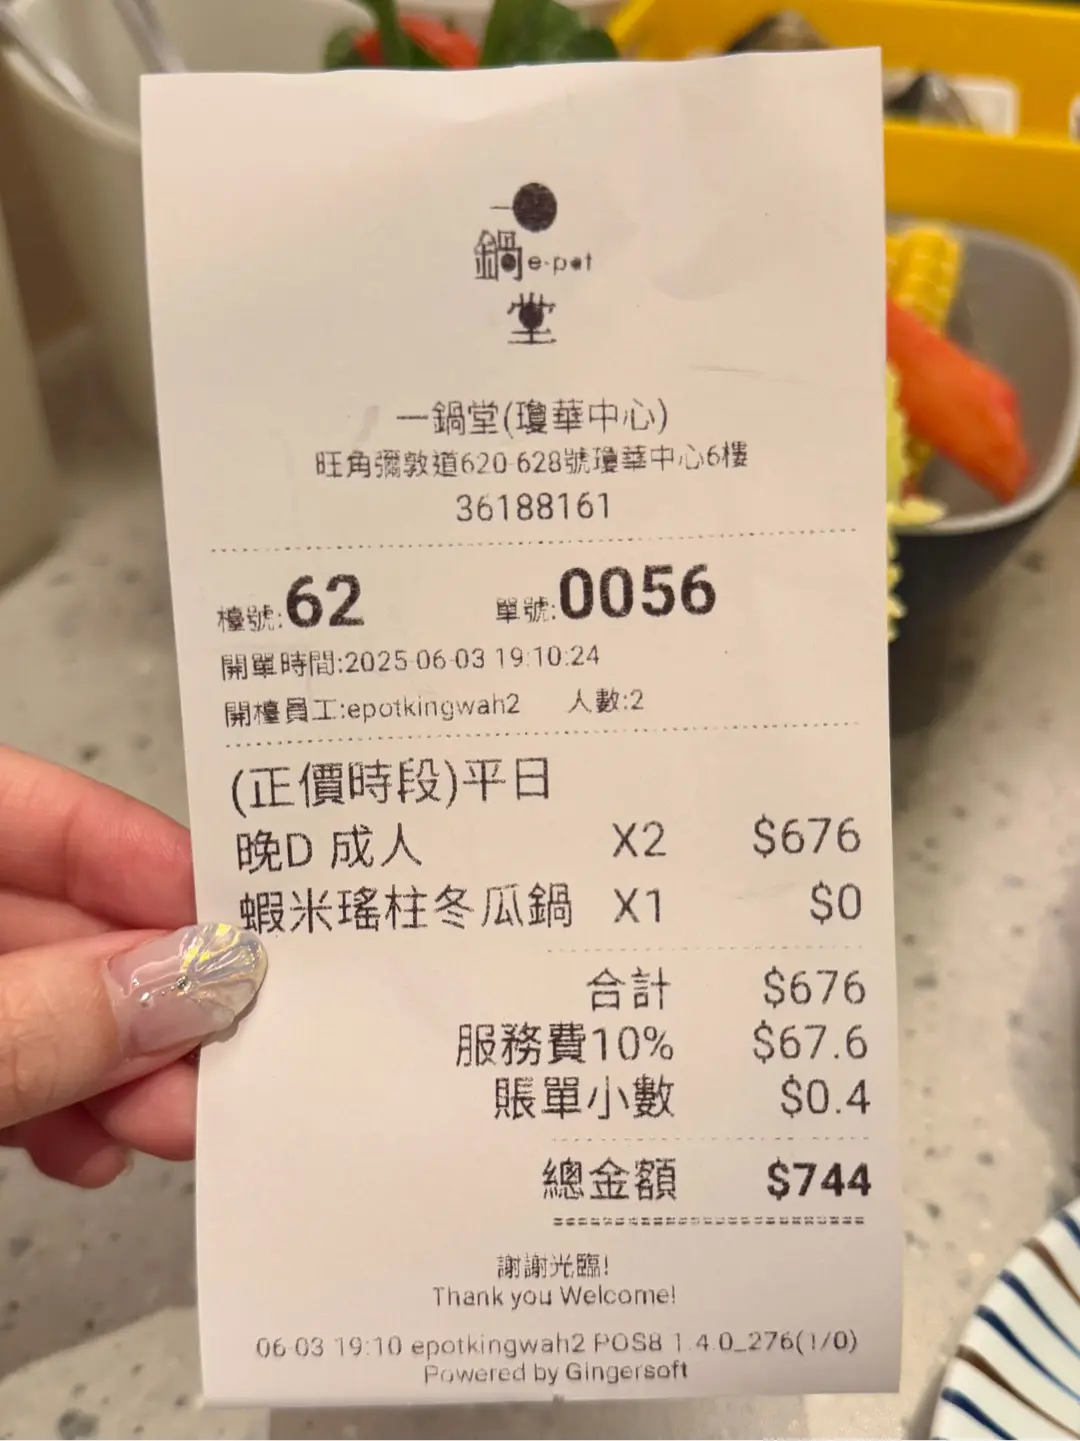 一鍋堂 e-pot
一鍋堂(瓊華中心)
旺角彌敦道620-628號瓊華中心6樓
36188161
檯號:62 單號:0056
開單時間:2025-06-03 19:10:24
開檯員工:epotkingwah2 人數:2
(正價時段)平日
晚D 成人 X2 $676
蝦米瑤柱冬瓜鍋 X1 $0
合計 $676
服務費10% $67.6
賬單小數 $0.4
總金額 $744
謝謝光臨!
Thank you Welcome!
06-03 19:10 epotkingwah2 POS8 1.4.0_276(1/0)
Powered by Gingersoft